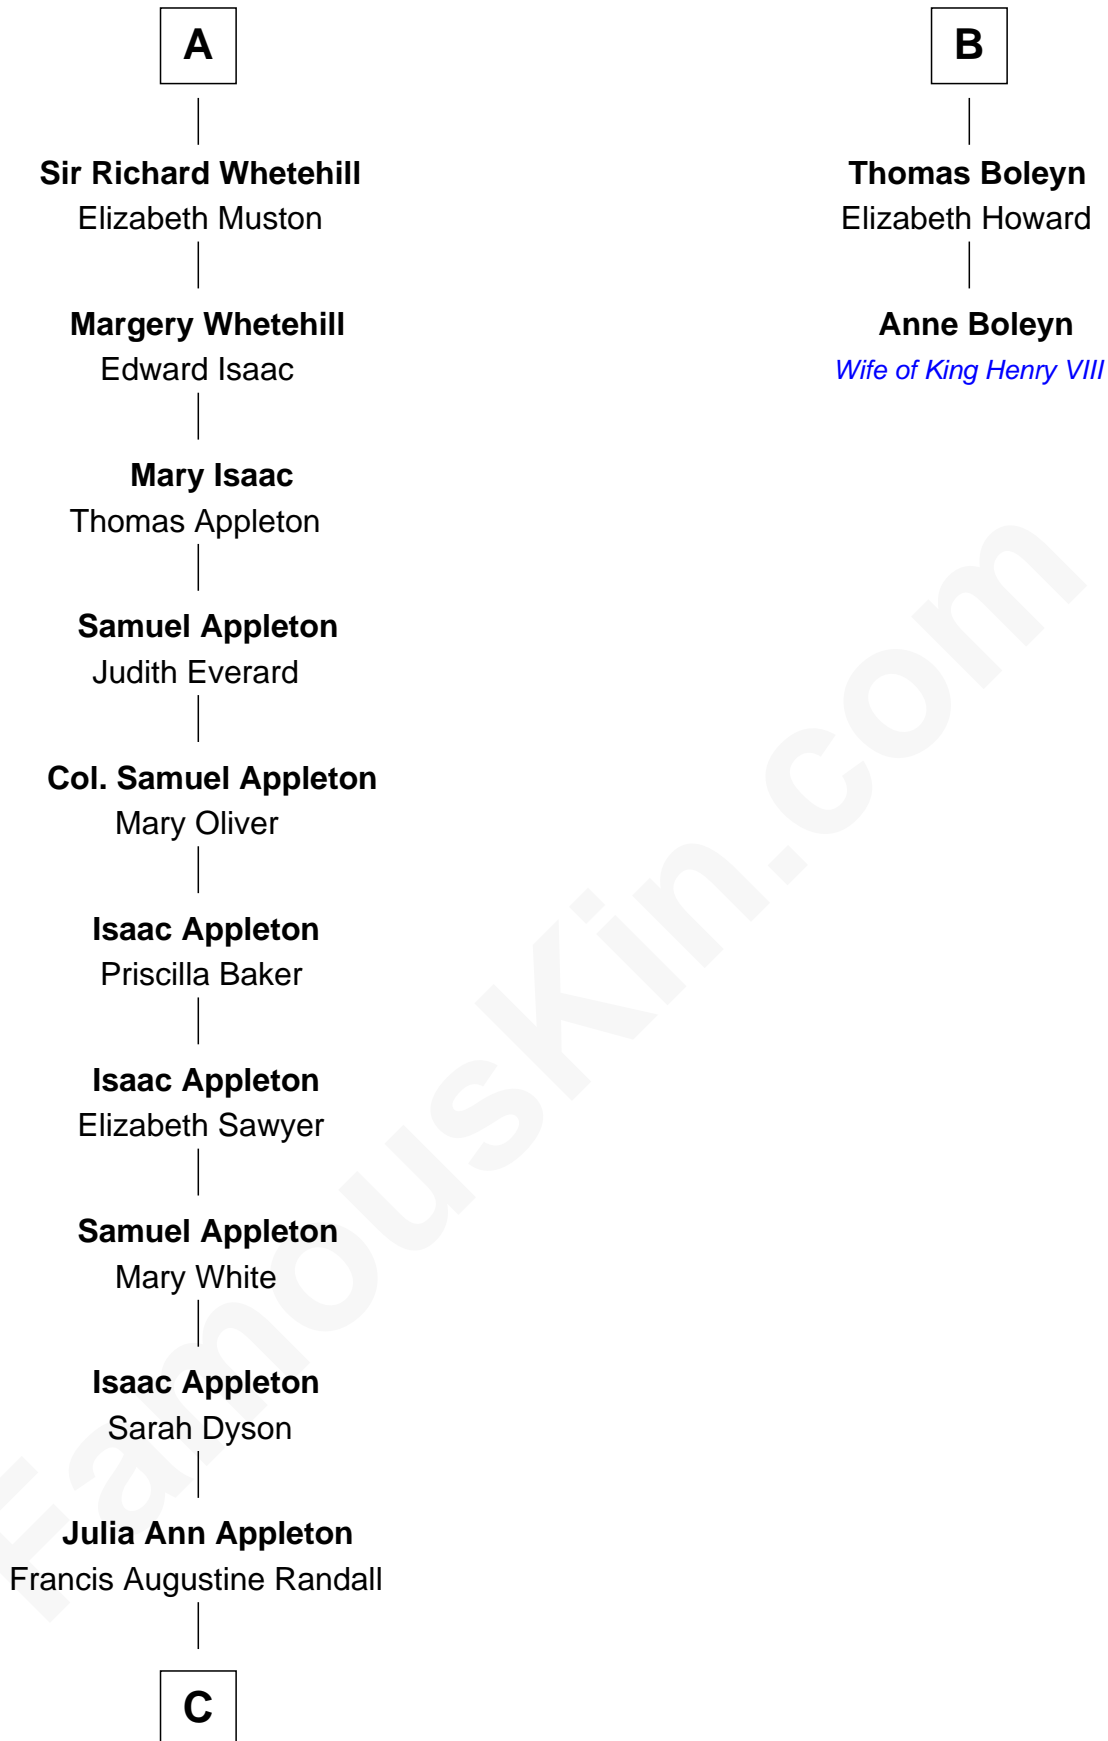 A
Sir Richard Whetehill
Elizabeth Muston
Margery Whetehill
Edward Isaac
Mary Isaac
Thomas Appleton
Samuel Appleton
Judith Everard
Col. Samuel Appleton
Mary Oliver
Isaac Appleton
Priscilla Baker
Isaac Appleton
Elizabeth Sawyer
Samuel Appleton
Mary White
Isaac Appleton
Sarah Dyson
Julia Ann Appleton
Francis Augustine Randall
C
B
Thomas Boleyn
Elizabeth Howard
Anne Boleyn
Wife of King Henry VIII
FamousKin.com